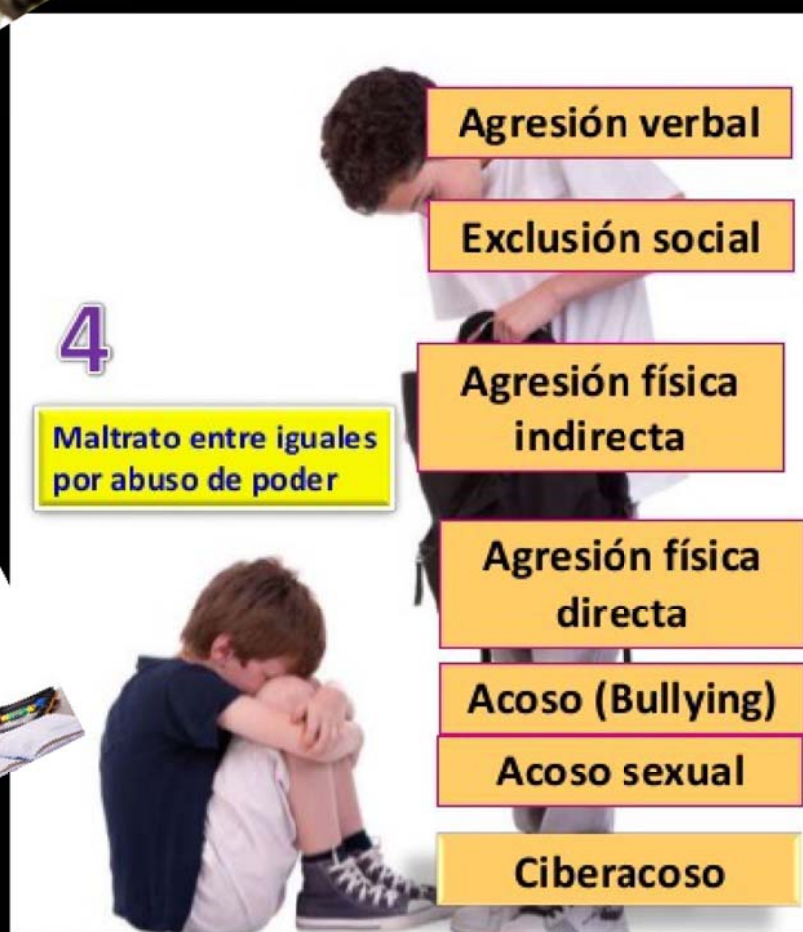 4
Maltrato entre iguales
por abuso de poder
Agresión verbal
Exclusión social
Agresión física
indirecta
Agresión física
directa
Acoso (Bullying)
Acoso sexual
Ciberacoso